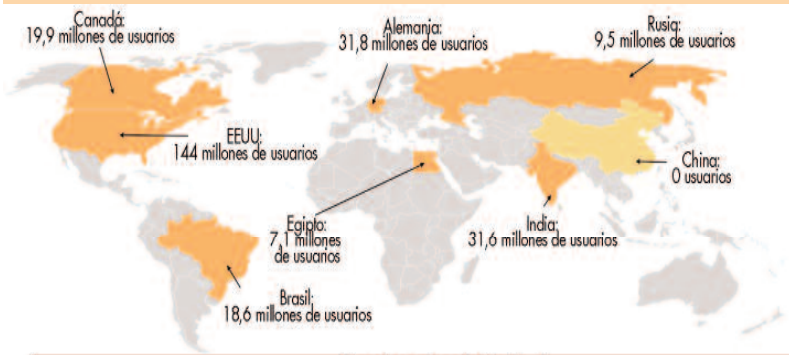 Canadá:
19,9 millones de usuarios
Alemania:
31,8 millones de usuarios
Rusia:
9,5 millones de usuarios
EEUU:
144 millones de usuarios
China:
0 usuarios
Egipto:
7,1 millones
de usuarios
India:
31,6 millones de usuarios
Brasil:
18,6 millones de usuarios